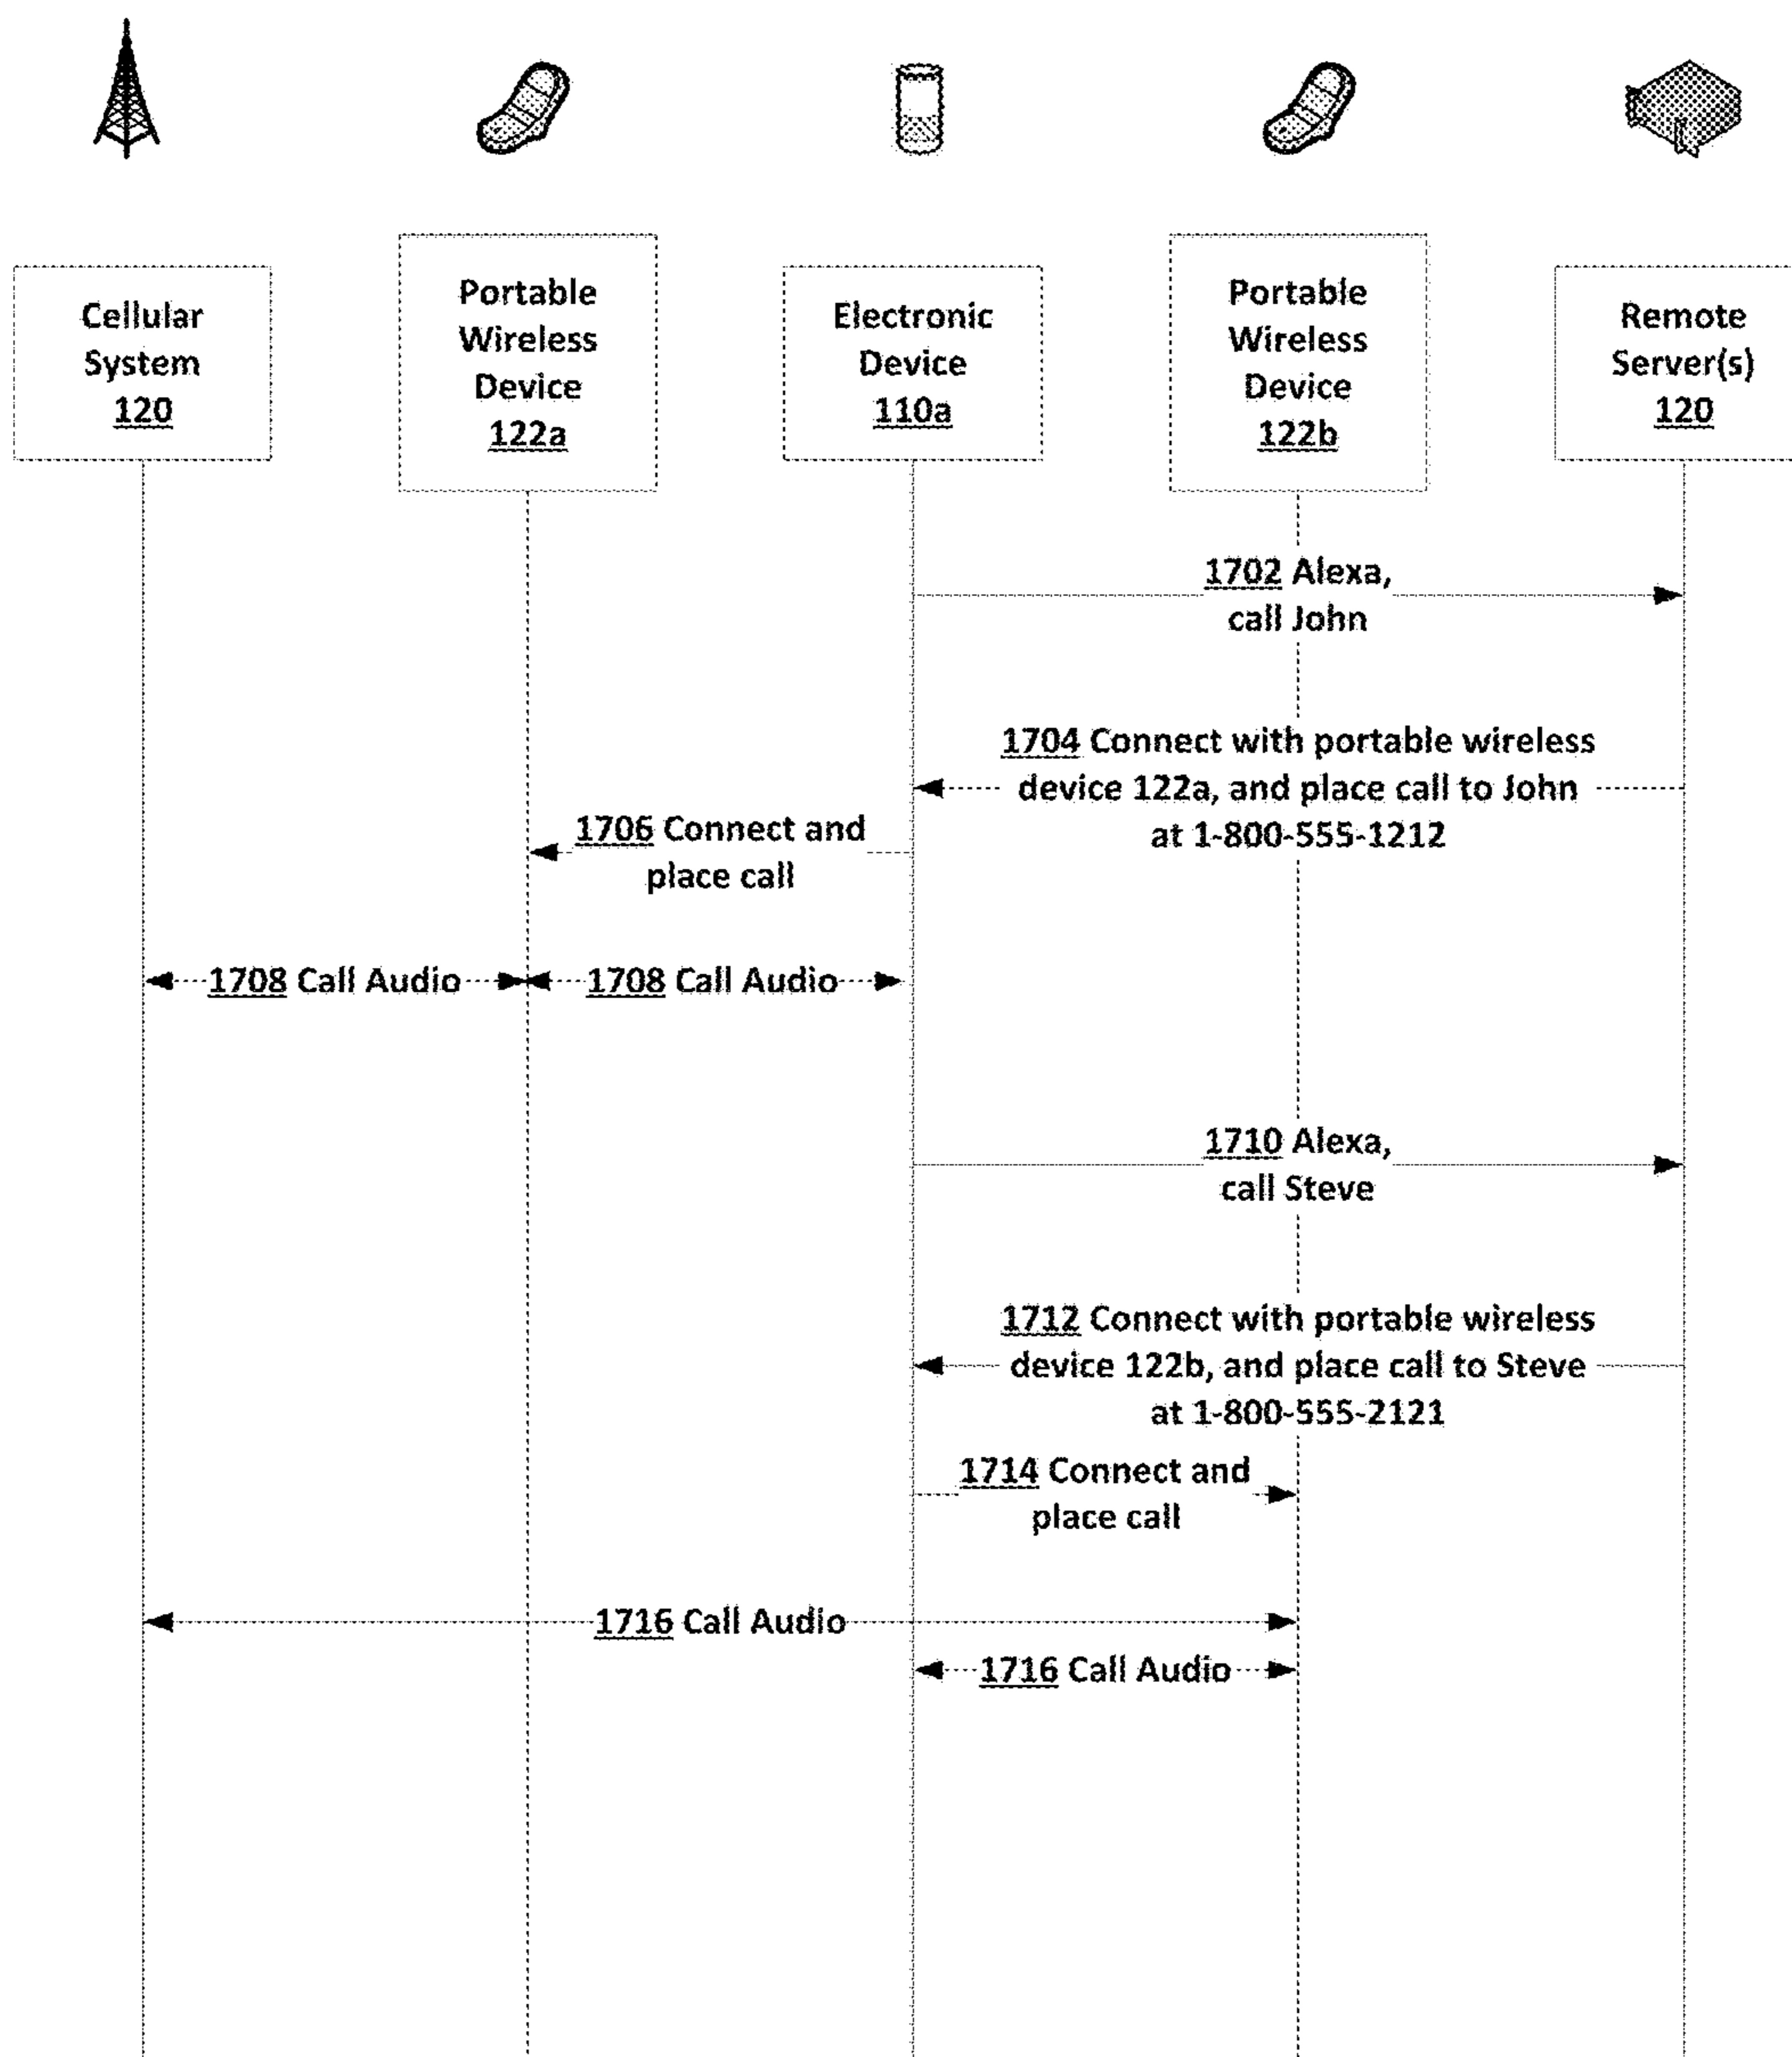 Cellular
System
120
Portable
Wireless
Device
122a
Electronic
Device
110a
Portable
Wireless
Device
122b
Remote
Server(s)
120
1702 Alexa,
call John
1704 Connect with portable wireless
device 122a, and place call to John
at 1-800-555-1212
1706 Connect and
place call
1708 Call Audio
1708 Call Audio
1710 Alexa,
call Steve
1712 Connect with portable wireless
device 122b, and place call to Steve
at 1-800-555-2121
1714 Connect and
place call
1716 Call Audio
1716 Call Audio